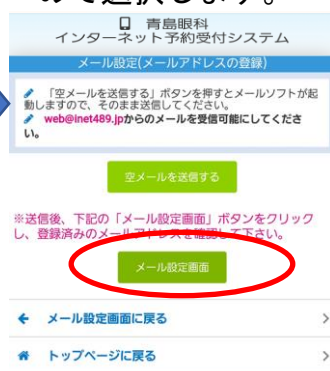 ので選択します。
青島眼科
インターネット予約受付システム
メール設定(メールアドレスの登録)
「空メールを送信する」ボタンを押すとメールソフトが起
動しますので、そのまま送信してください。
web@inet489.jpからのメールを受信可能にしてくださ
い。
空メールを送信する
※送信後、下記の「メール設定画面」ボタンをクリック
し、登録済みのメールアドレスを確認して下さい。
メール設定画面
メール設定画面に戻る
トップページに戻る